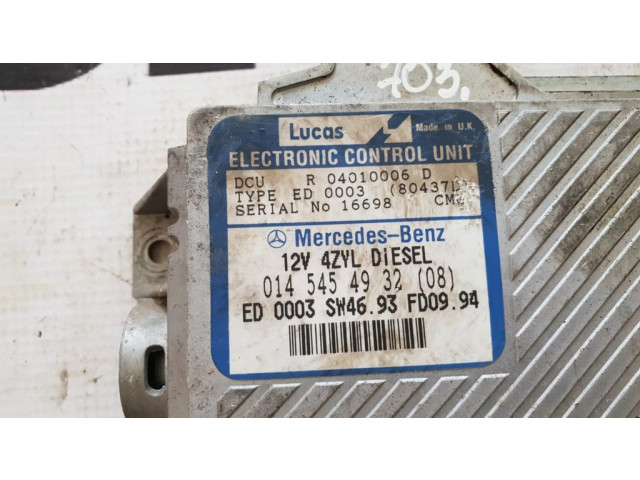 703.
Lucas
Made in U.K.
ELECTRONIC CONTROL UNIT
DCU R 04010006 D
TYPE ED 0003 (80437
SERIAL No 16698 CM
Mercedes-Benz
12V 4ZYL DIESEL
014 545 49 32 (08)
ED 0003 SW46.93 FD09.94